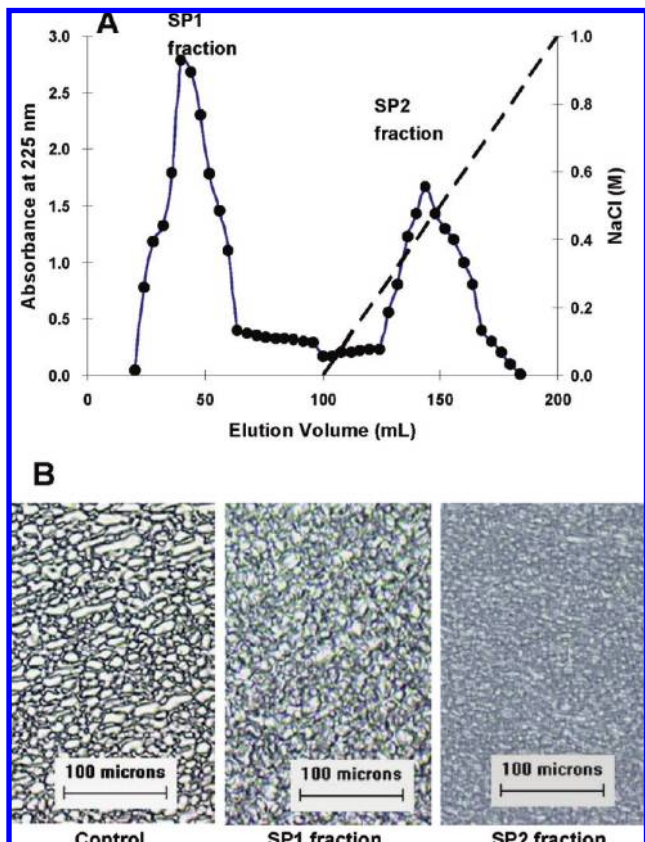 A
SP1
fraction
SP2
fraction
3.0
2.5
2.0
1.5
1.0
0.5
0.0
Absorbance at 225 nm
1.0
0.8
0.6
0.4
0.2
0.0
NaCl (M)
0 50 100 150 200
Elution Volume (mL)
B
100 microns 100 microns 100 microns
Control SP1 fraction SP2 fraction